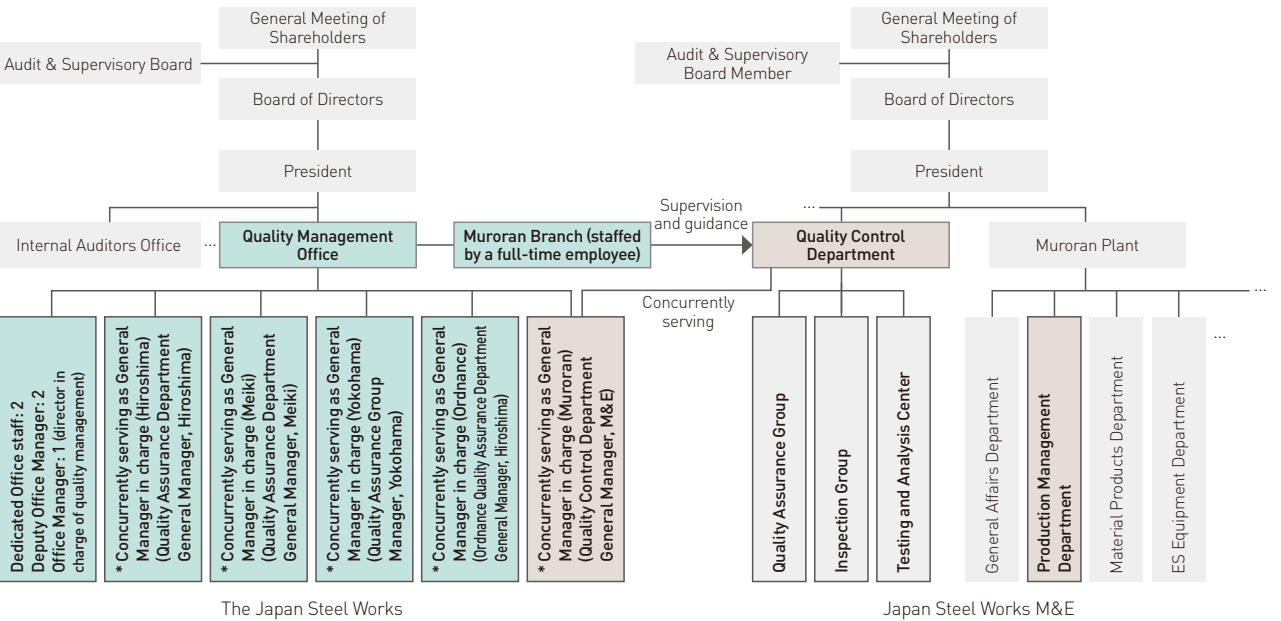 General Meeting of
Shareholders
Audit & Supervisory Board
Board of Directors
President
Internal Auditors Office
...
Quality Management
Office
Muroran Branch (staffed
by a full-time employee)
Supervision
and guidance
Concurrently
serving
Dedicated Office staff: 2
Deputy Office Manager: 2
Office Manager: 1 (director in
charge of quality management)
* Concurrently serving as General
Manager in charge (Hiroshima)
(Quality Assurance Department
General Manager, Hiroshima)
* Concurrently serving as General
Manager in charge (Meiki)
(Quality Assurance Department
General Manager, Meiki)
* Concurrently serving as General
Manager in charge (Yokohama)
(Quality Assurance Group
Manager, Yokohama)
* Concurrently serving as General
Manager in charge (Ordnance)
(Ordnance Quality Assurance Department
General Manager, Hiroshima)
* Concurrently serving as General
Manager in charge (Muroran)
(Quality Control Department
General Manager, M&E)
The Japan Steel Works
General Meeting of
Shareholders
Audit & Supervisory
Board Member
Board of Directors
President
...
Quality Control
Department
Muroran Plant
...
Quality Assurance Group
Inspection Group
Testing and Analysis Center
General Affairs Department
Production Management
Department
Material Products Department
ES Equipment Department
...
Japan Steel Works M&E